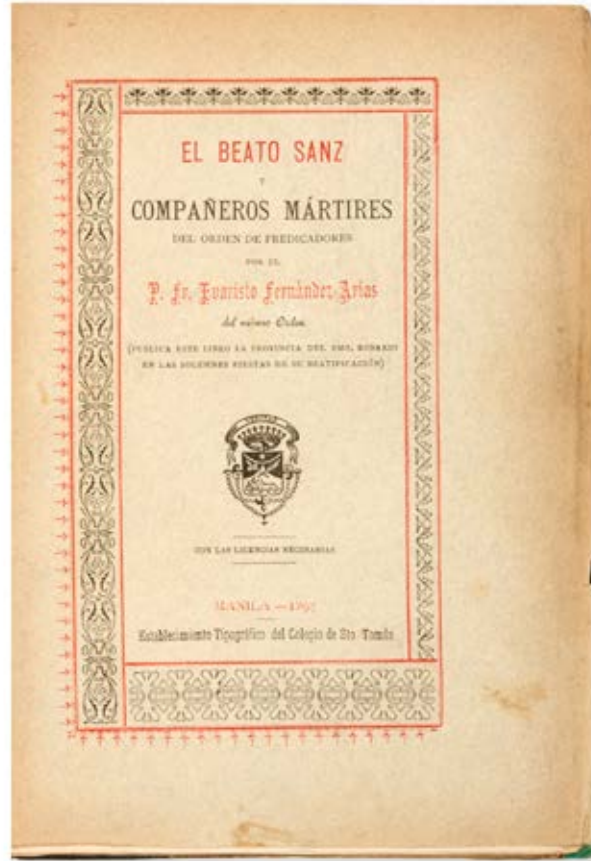 EL BEATO SANZ
Y
COMPAÑEROS MÁRTIRES
DEL ORDEN DE PREDICADORES
POR EL
P. Fr. Evaristo Fernández Arias
del mismo Orden.
(PUBLICA ESTE LIBRO LA PROVINCIA DEL SMO. ROSARIO
EN LAS SOLEMNES FIESTAS DE SU BEATIFICACIÓN)
CON LAS LICENCIAS NECESARIAS
MANILA —
Establecimiento Tipográfico del Colegio de Sto Tomás